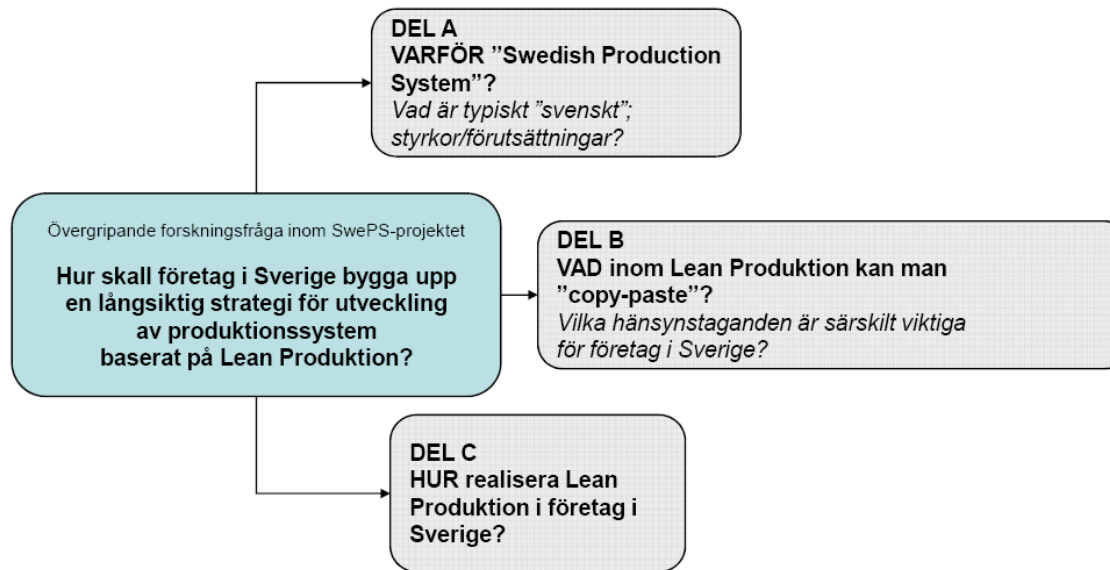 DEL A
VARFÖR ”Swedish Production
System”?
Vad är typiskt ”svenskt”;
styrkor/förutsättningar?
Övergripande forskningsfråga inom SwePS-projektet
Hur skall företag i Sverige bygga upp
en långsiktig strategi för utveckling
av produktionssystem
baserat på Lean Produktion?
DEL B
VAD inom Lean Produktion kan man
”copy-paste”?
Vilka hänsynstaganden är särskilt viktiga
för företag i Sverige?
DEL C
HUR realisera Lean
Produktion i företag i
Sverige?